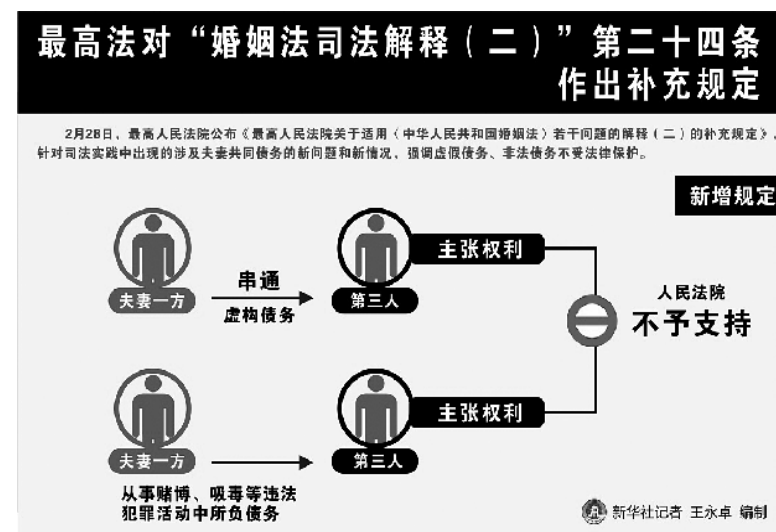 最高法对“婚姻法司法解释（二）”第二十四条
作出补充规定
2月28日，最高人民法院公布《最高人民法院关于适用〈中华人民共和国婚姻法〉若干问题的解释（二）的补充规定》，
针对司法实践中出现的涉及夫妻共同债务的新问题和新情况，强调虚假债务、非法债务不受法律保护。
新增规定
夫妻一方
串通
虚构债务
第三人
主张权利
人民法院
不予支持
夫妻一方
从事赌博、吸毒等违法
犯罪活动中所负债务
第三人
主张权利
新华社记者 王永卓 编制